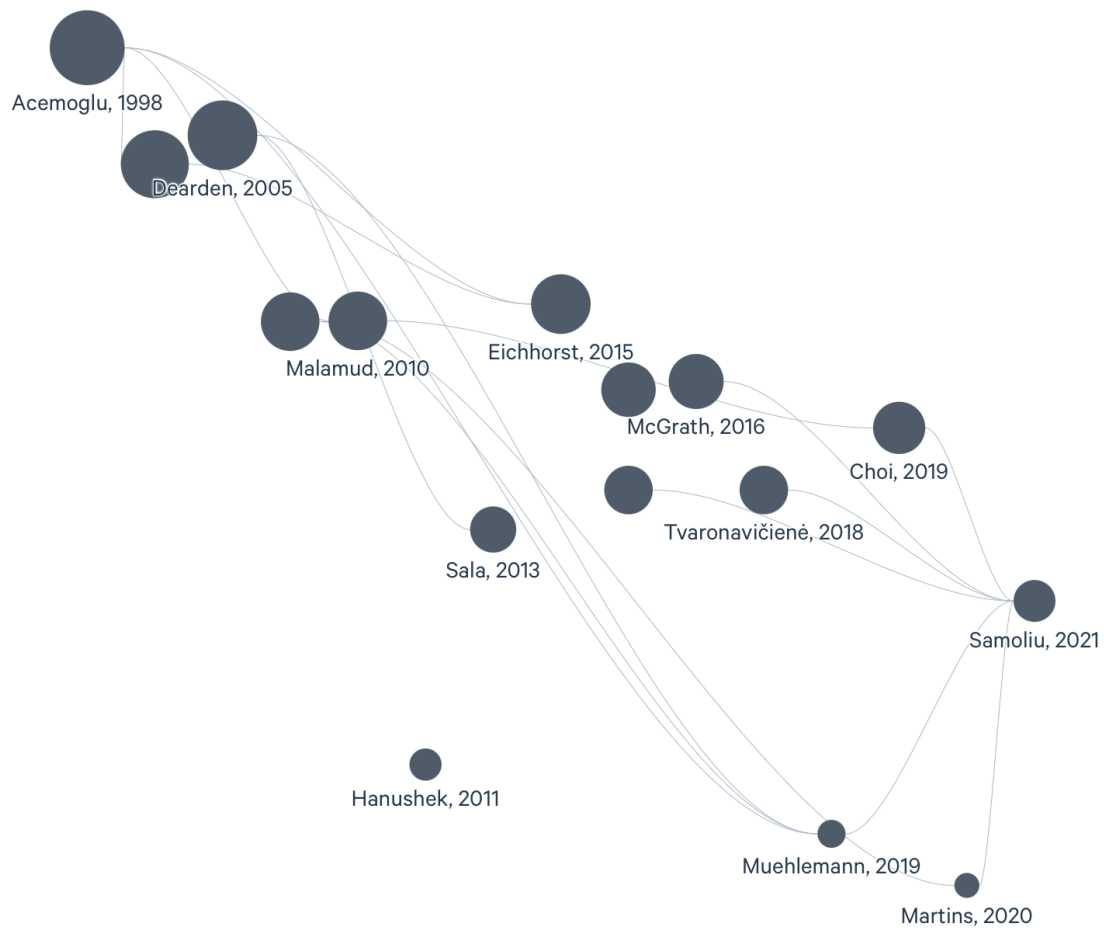 Acemoglu, 1998
Dearden, 2005
Eichhorst, 2015
Malamud, 2010
McGrath, 2016
Choi, 2019
Tvaronavičienė, 2018
Sala, 2013
Samoliu, 2021
Hanushek, 2011
Muehlemann, 2019
Martins, 2020